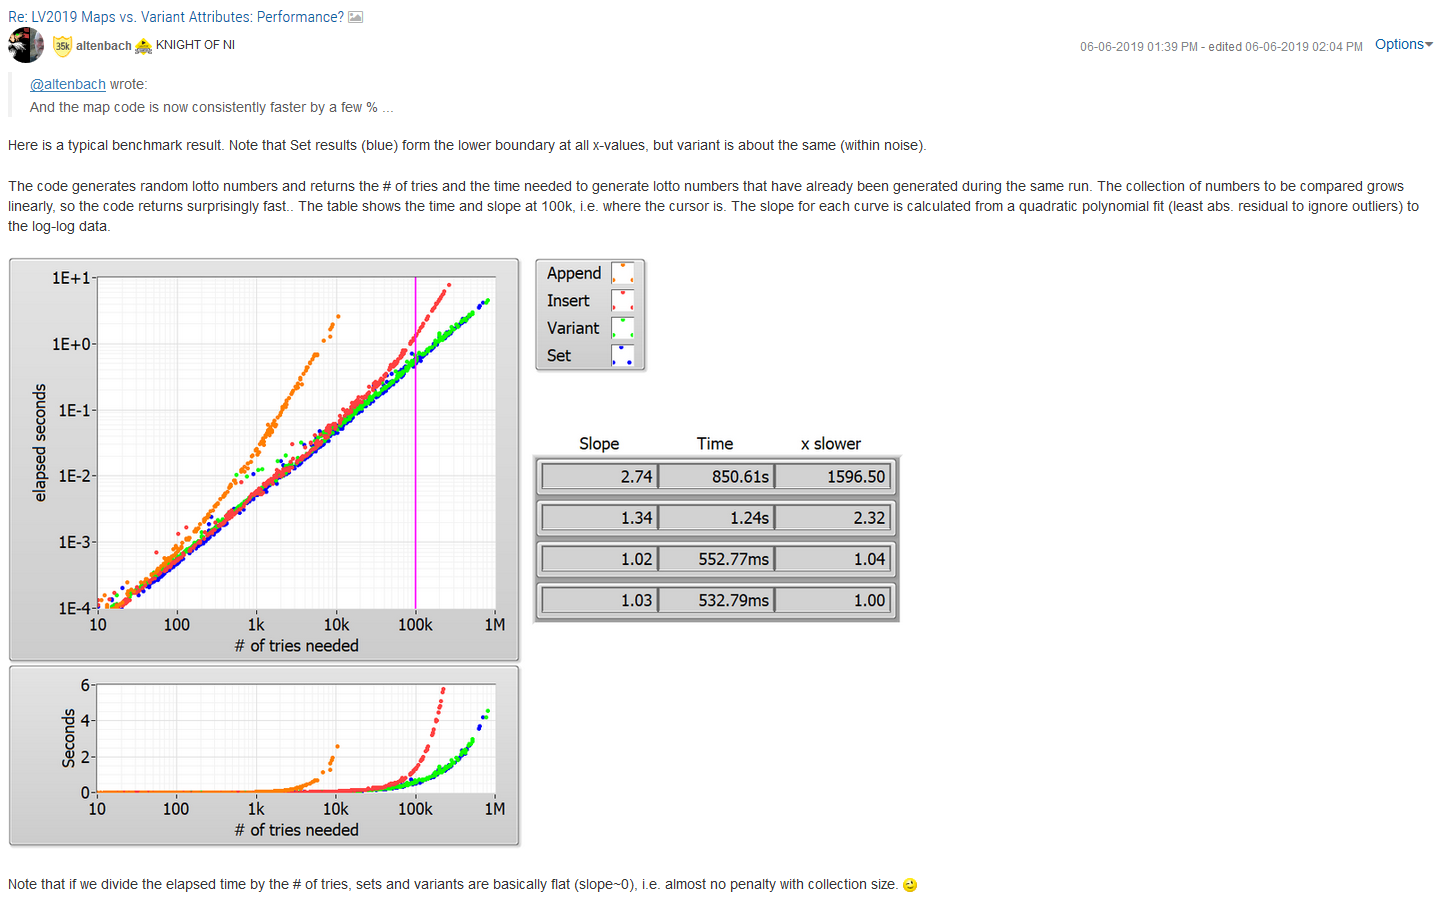 Re: LV2019 Maps vs. Variant Attributes: Performance?
35k altenbach KNIGHT OF NI
06-06-2019 01:39 PM - edited 06-06-2019 02:04 PM Options
@altenbach wrote:
And the map code is now consistently faster by a few % ...
Here is a typical benchmark result. Note that Set results (blue) form the lower boundary at all x-values, but variant is about the same (within noise).
The code generates random lotto numbers and returns the # of tries and the time needed to generate lotto numbers that have already been generated during the same run. The collection of numbers to be compared grows
linearly, so the code returns surprisingly fast.. The table shows the time and slope at 100k, i.e. where the cursor is. The slope for each curve is calculated from a quadratic polynomial fit (least abs. residual to ignore outliers) to
the log-log data.
1E+1
1E+0
1E-1
1E-2
1E-3
1E-4
elapsed seconds
10 100 1k 10k 100k 1M
# of tries needed
Append
Insert
Variant
Set
Slope Time x slower
2.74 850.61s 1596.50
1.34 1.24s 2.32
1.02 552.77ms 1.04
1.03 532.79ms 1.00
6
4
2
0
Seconds
10 100 1k 10k 100k 1M
# of tries needed
Note that if we divide the elapsed time by the # of tries, sets and variants are basically flat (slope~0), i.e. almost no penalty with collection size.